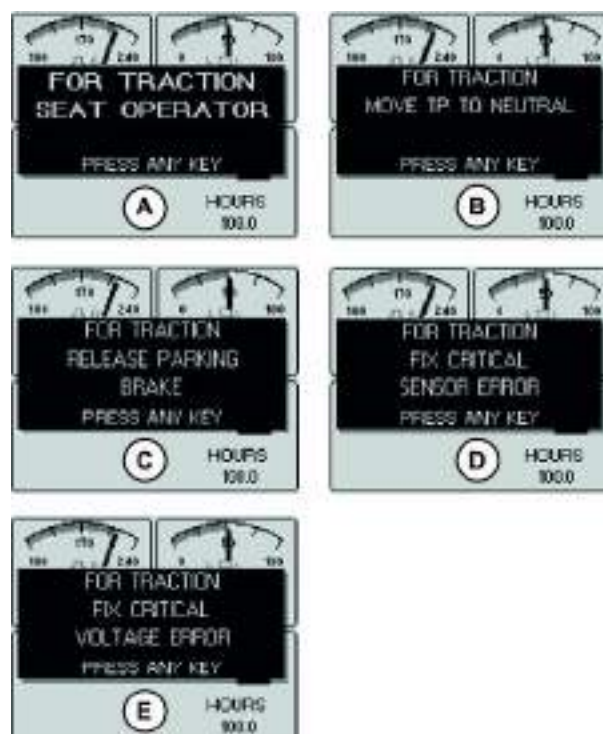 FOR TRACTION
SEAT OPERATOR
PRESS ANY KEY
A
HOURS
100.0
FOR TRACTION
MOVE TP TO NEUTRAL
PRESS ANY KEY
B
HOURS
100.0
FOR TRACTION
RELEASE PARKING
BRAKE
PRESS ANY KEY
C
HOURS
100.0
FOR TRACTION
FIX CRITICAL
SENSOR ERROR
PRESS ANY KEY
D
HOURS
100.0
FOR TRACTION
FIX CRITICAL
VOLTAGE ERROR
PRESS ANY KEY
E
HOURS
100.0